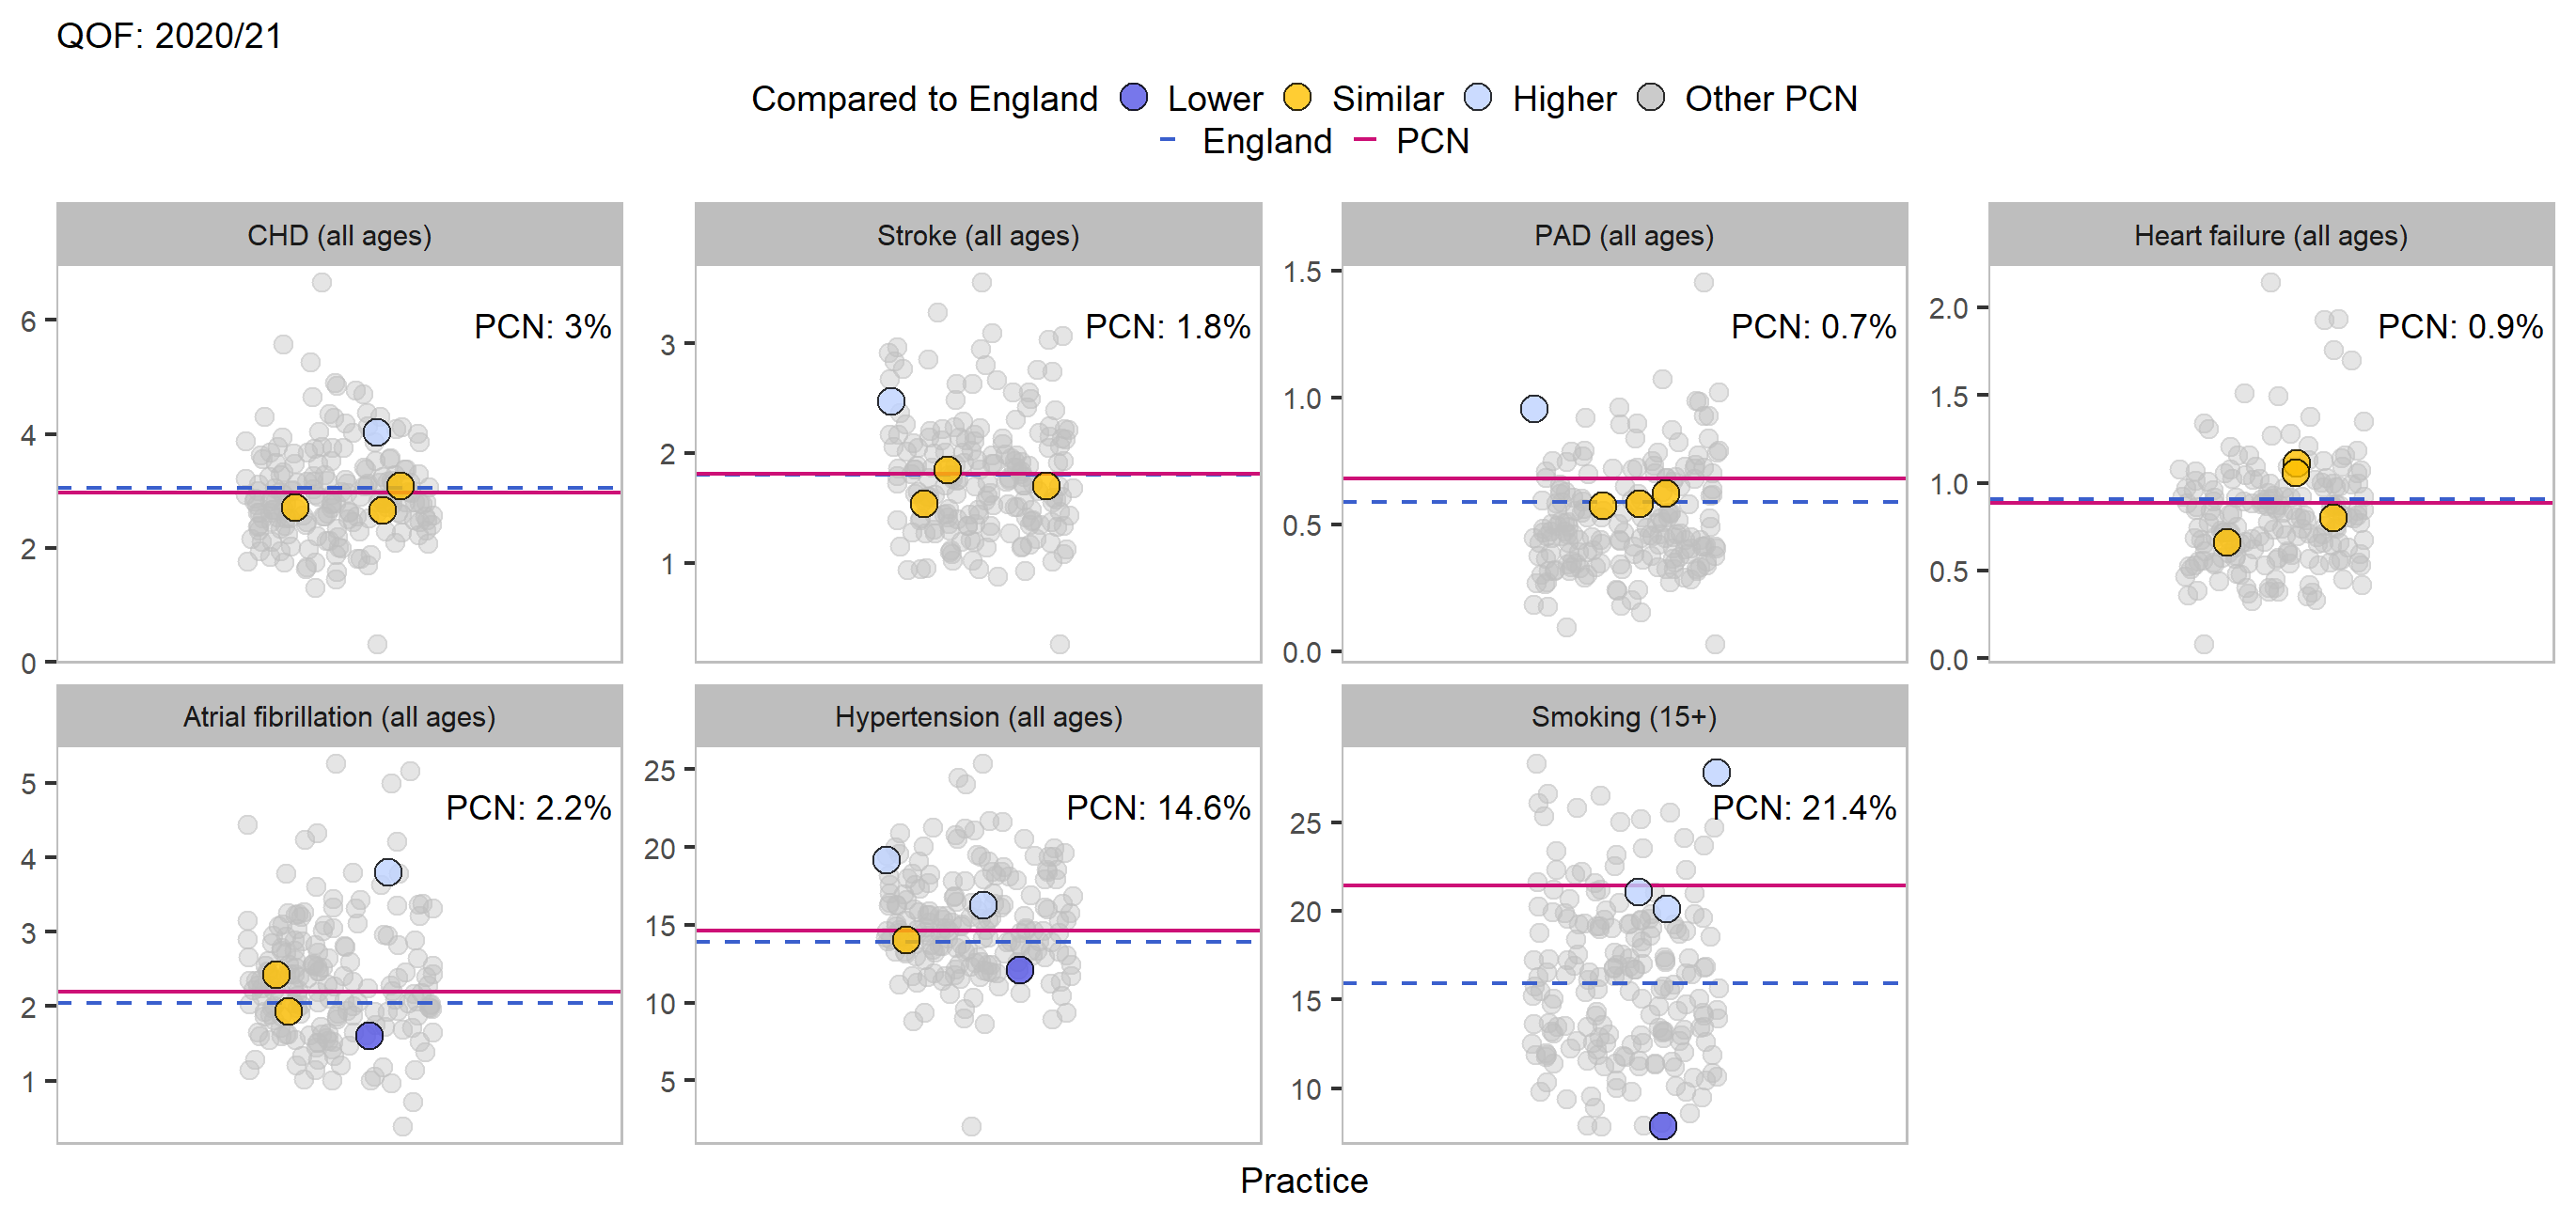 QOF: 2020/21
Compared to England Lower Similar Higher Other PCN
England PCN
CHD (all ages)
6
4
2
0
PCN: 3%
Stroke (all ages)
3
2
1
PCN: 1.8%
PAD (all ages)
1.5
1.0
0.5
0.0
PCN: 0.7%
Heart failure (all ages)
2.0
1.5
1.0
0.5
0.0
PCN: 0.9%
Atrial fibrillation (all ages)
5
4
3
2
1
PCN: 2.2%
Hypertension (all ages)
25
20
15
10
5
PCN: 14.6%
Smoking (15+)
25
20
15
10
PCN: 21.4%
Practice